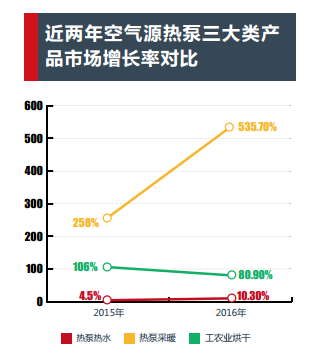 近两年空气源热泵三大类产
品市场增长率对比
600
500
400
300
200
100
0
535.70%
258%
106%
80.90%
4.5%
10.30%
2015年
2016年
热泵热水
热泵采暖
工农业烘干